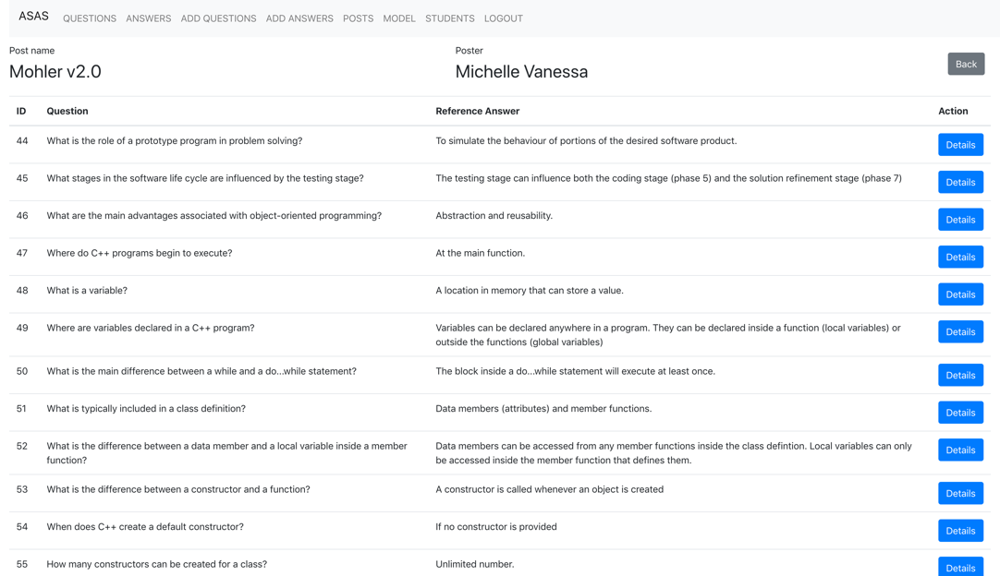 ASAS QUESTIONS ANSWERS ADD QUESTIONS ADD ANSWERS POSTS MODEL STUDENTS LOGOUT
Post name
Mohler v2.0
Poster
Michelle Vanessa
Back
ID Question Reference Answer Action
44 What is the role of a prototype program in problem solving? To simulate the behaviour of portions of the desired software product. Details
45 What stages in the software life cycle are influenced by the testing stage? The testing stage can influence both the coding stage (phase 5) and the solution refinement stage (phase 7) Details
46 What are the main advantages associated with object-oriented programming? Abstraction and reusability. Details
47 Where do C++ programs begin to execute? At the main function. Details
48 What is a variable? A location in memory that can store a value. Details
49 Where are variables declared in a C++ program? Variables can be declared anywhere in a program. They can be declared inside a function (local variables) or
outside the functions (global variables) Details
50 What is the main difference between a while and a do...while statement? The block inside a do...while statement will execute at least once. Details
51 What is typically included in a class definition? Data members (attributes) and member functions. Details
52 What is the difference between a data member and a local variable inside a member
function? Data members can be accessed from any member functions inside the class defintion. Local variables can only
be accessed inside the member function that defines them. Details
53 What is the difference between a constructor and a function? A constructor is called whenever an object is created Details
54 When does C++ create a default constructor? If no constructor is provided Details
55 How many constructors can be created for a class? Unlimited number. Details